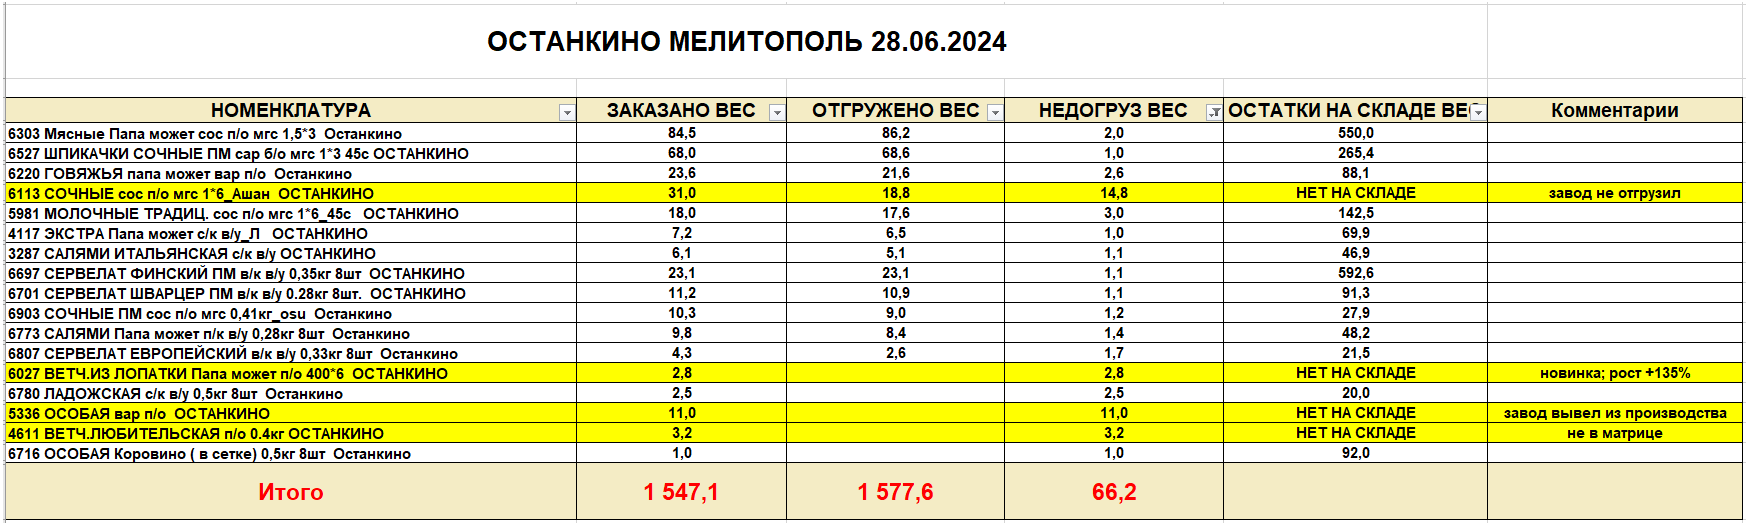 ОСТАНКИНО МЕЛИТОПОЛЬ 28.06.2024
НОМЕНКЛАТУРА ЗАКАЗАНО ВЕС ОТГРУЖЕНО ВЕС НЕДОГРУЗ ВЕС ОСТАТКИ НА СКЛАДЕ ВЕС Комментарии
6303 Мясные Папа может сос п/о мгс 1,5*3 Останкино 84,5 86,2 2,0 550,0
6527 ШПИКАЧКИ СОЧНЫЕ ПМ сар б/о мгс 1*3 45с ОСТАНКИНО 68,0 68,6 1,0 265,4
6220 ГОВЯЖЬЯ папа может вар п/о Останкино 23,6 21,6 2,6 88,1
6113 СОЧНЫЕ сос п/о мгс 1*6_Ашан ОСТАНКИНО 31,0 18,8 14,8 НЕТ НА СКЛАДЕ завод не отгрузил
5981 МОЛОЧНЫЕ ТРАДИЦ. сос п/о мгс 1*6_45с ОСТАНКИНО 18,0 17,6 3,0 142,5
4117 ЭКСТРА Папа может с/к в/у_Л ОСТАНКИНО 7,2 6,5 1,0 69,9
3287 САЛЯМИ ИТАЛЬЯНСКАЯ с/к в/у ОСТАНКИНО 6,1 5,1 1,1 46,9
6697 СЕРВЕЛАТ ФИНСКИЙ ПМ в/к в/у 0,35кг 8шт ОСТАНКИНО 23,1 23,1 1,1 592,6
6701 СЕРВЕЛАТ ШВАРЦЕР ПМ в/к в/у 0.28кг 8шт. ОСТАНКИНО 11,2 10,9 1,1 91,3
6903 СОЧНЫЕ ПМ сос п/о мгс 0,41кг_osu Останкино 10,3 9,0 1,2 27,9
6773 САЛЯМИ Папа может п/к в/у 0,28кг 8шт Останкино 9,8 8,4 1,4 48,2
6807 СЕРВЕЛАТ ЕВРОПЕЙСКИЙ в/к в/у 0,33кг 8шт Останкино 4,3 2,6 1,7 21,5
6027 ВЕТЧ.ИЗ ЛОПАТКИ Папа может п/о 400*6 ОСТАНКИНО 2,8 2,8 НЕТ НА СКЛАДЕ новинка; рост +135%
6780 ЛАДОЖСКАЯ с/к в/у 0,5кг 8шт Останкино 2,5 2,5 20,0
5336 ОСОБАЯ вар п/о ОСТАНКИНО 11,0 11,0 НЕТ НА СКЛАДЕ завод вывел из производства
4611 ВЕТЧ.ЛЮБИТЕЛЬСКАЯ п/о 0.4кг ОСТАНКИНО 3,2 3,2 НЕТ НА СКЛАДЕ не в матрице
6716 ОСОБАЯ Коровино ( в сетке) 0,5кг 8шт Останкино 1,0 1,0 92,0
Итого 1 547,1 1 577,6 66,2